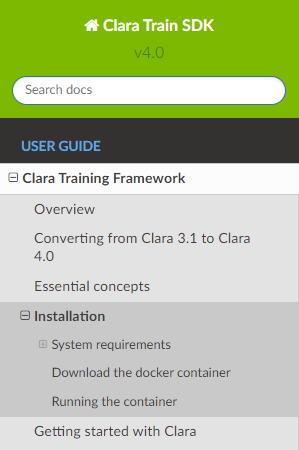 Clara Train SDK
v4.0
Search docs
USER GUIDE
Clara Training Framework
Overview
Converting from Clara 3.1 to Clara
4.0
Essential concepts
Installation
System requirements
Download the docker container
Running the container
Getting started with Clara